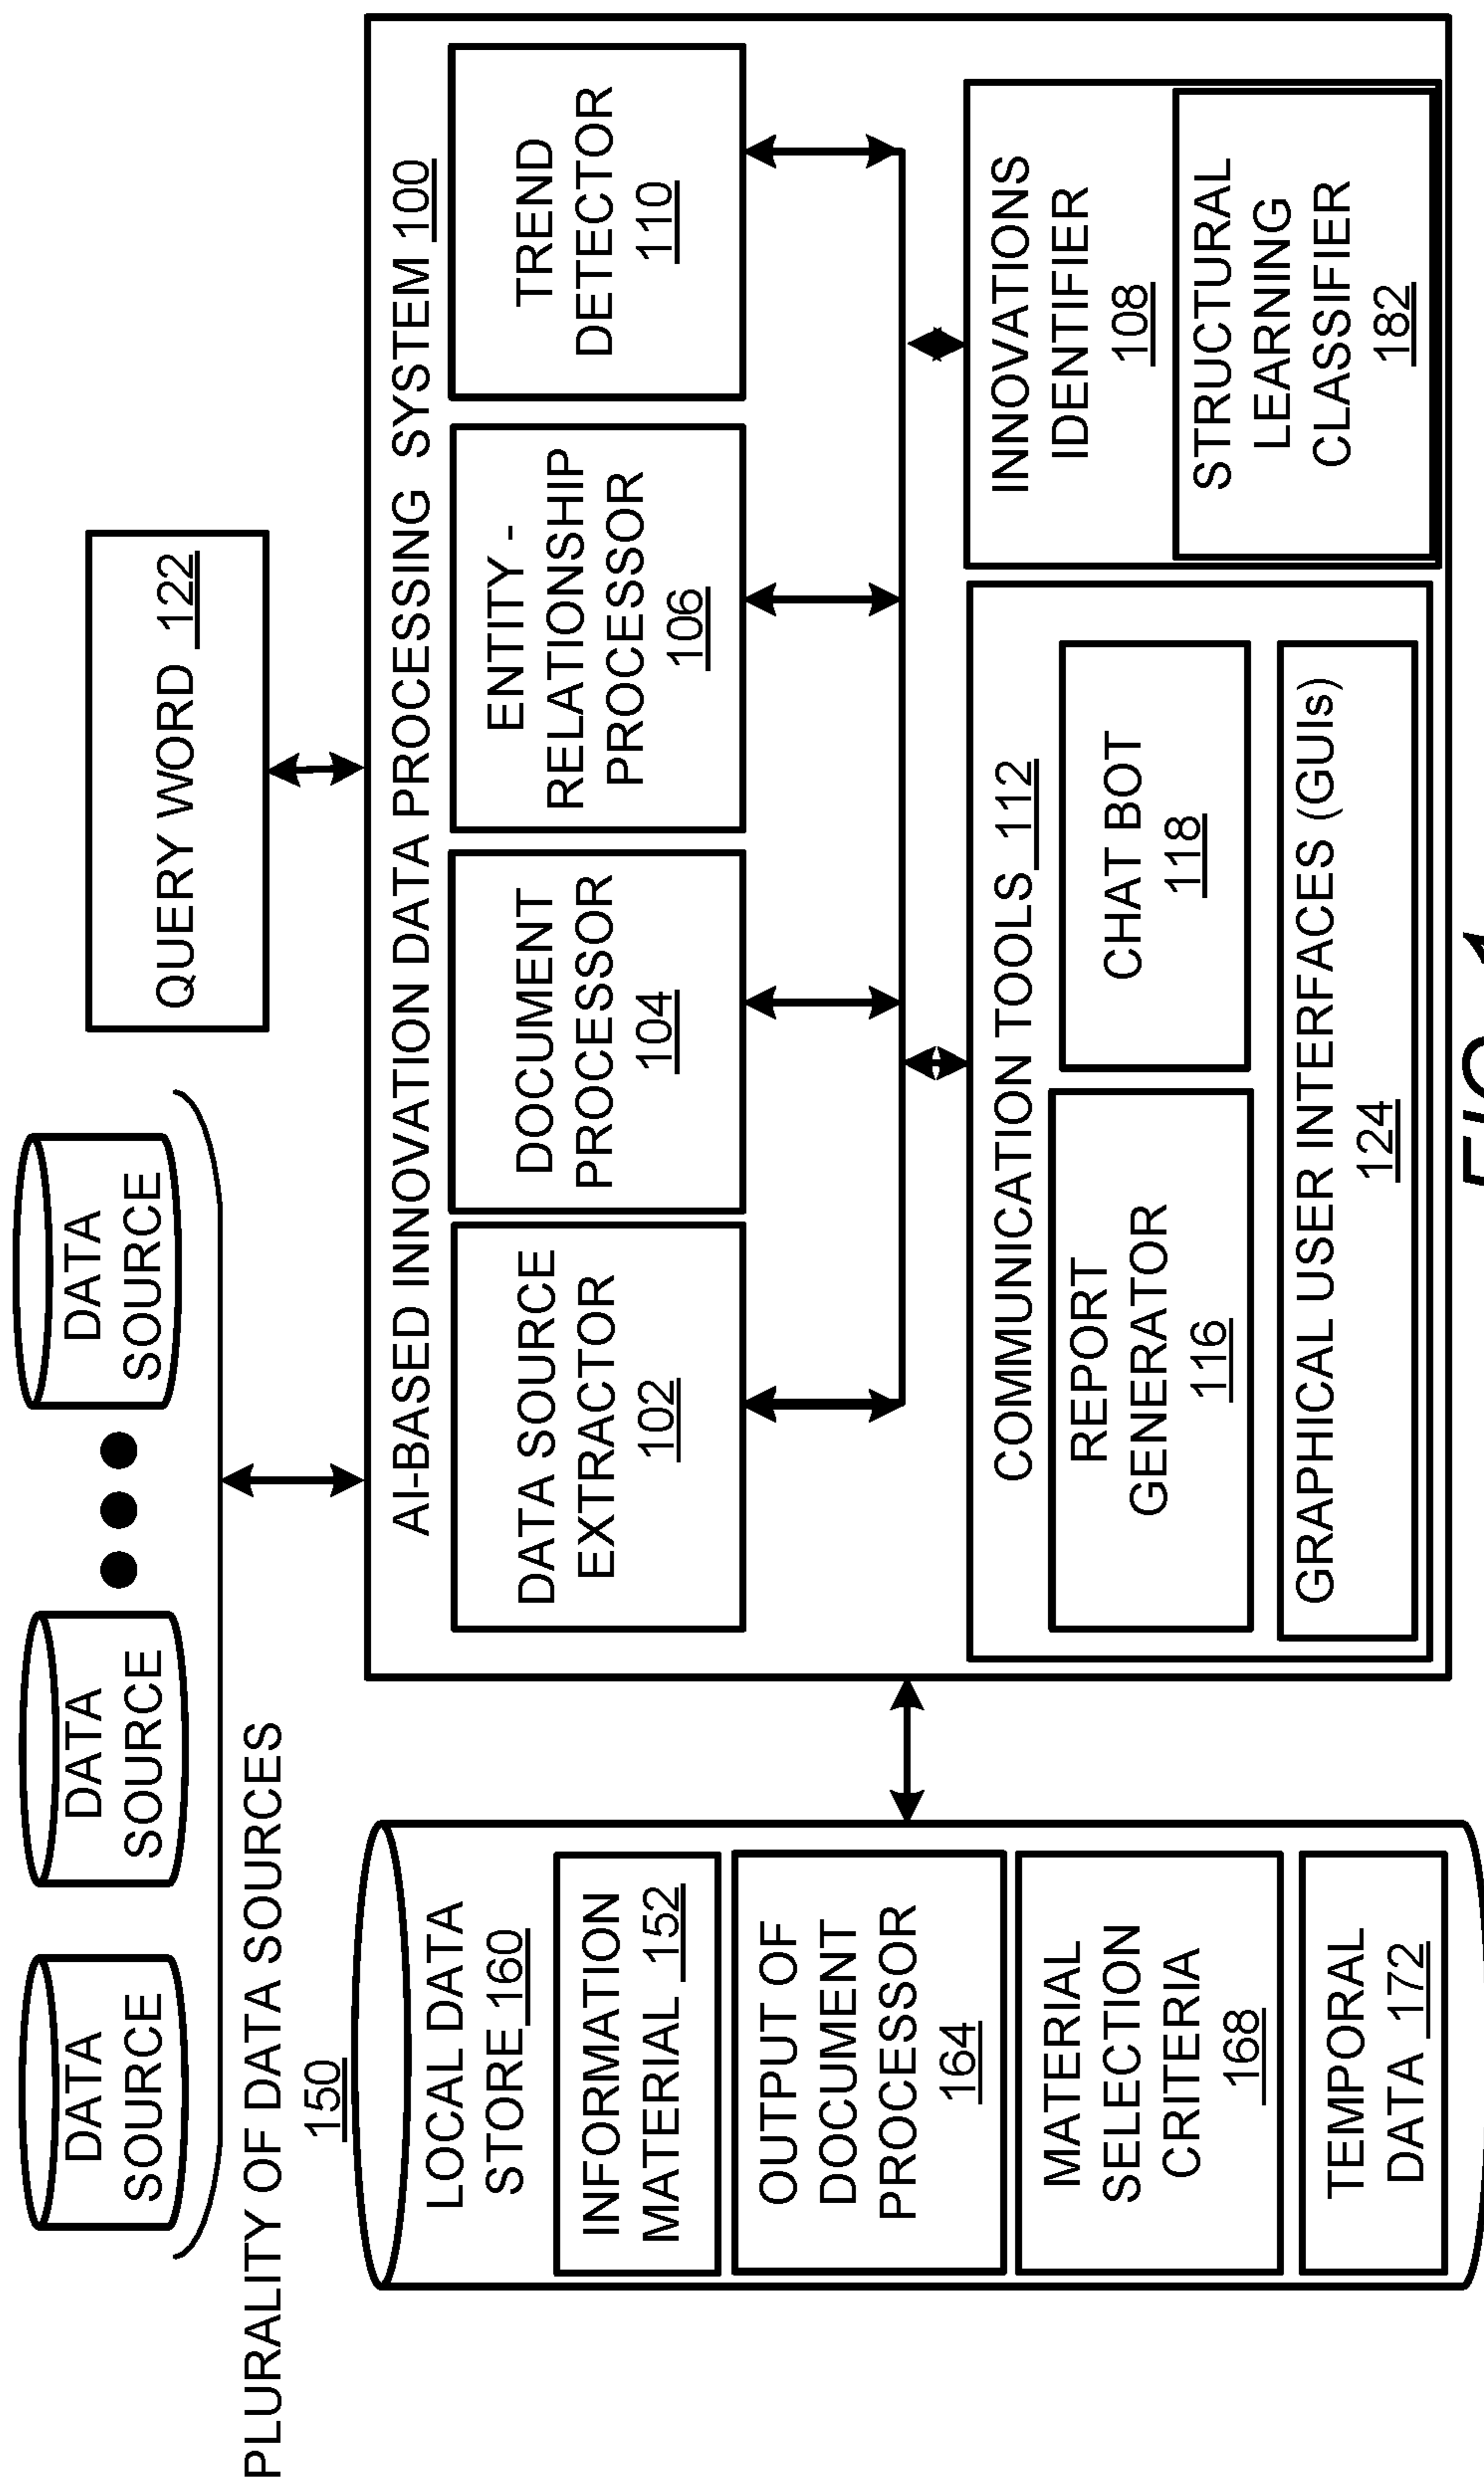 DATA
SOURCE
DATA
SOURCE
DATA
SOURCE
PLURALITY OF DATA SOURCES
150
QUERY WORD 122
LOCAL DATA
STORE 160
INFORMATION
MATERIAL 152
OUTPUT OF
DOCUMENT
PROCESSOR
164
MATERIAL
SELECTION
CRITERIA
168
TEMPORAL
DATA 172
AI-BASED INNOVATION DATA PROCESSING SYSTEM 100
DATA SOURCE
EXTRACTOR
102
DOCUMENT
PROCESSOR
104
ENTITY -
RELATIONSHIP
PROCESSOR
106
TREND
DETECTOR
110
COMMUNICATION TOOLS 112
REPORT
GENERATOR
116
CHAT BOT
118
GRAPHICAL USER INTERFACES (GUIs)
124
INNOVATIONS
IDENTIFIER
108
STRUCTURAL
LEARNING
CLASSIFIER
182